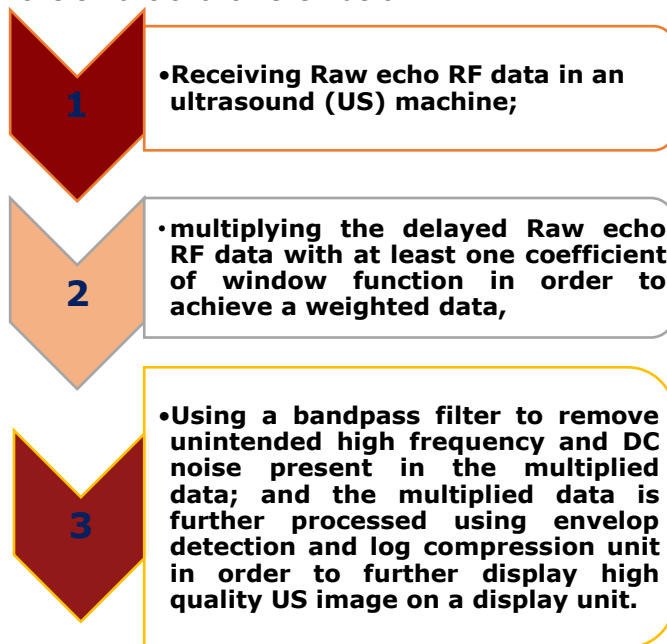 1
•Receiving Raw echo RF data in an
ultrasound (US) machine;
2
•multiplying the delayed Raw echo
RF data with at least one coefficient
of window function in order to
achieve a weighted data,
3
•Using a bandpass filter to remove
unintended high frequency and DC
noise present in the multiplied
data; and the multiplied data is
further processed using envelop
detection and log compression unit
in order to further display high
quality US image on a display unit.